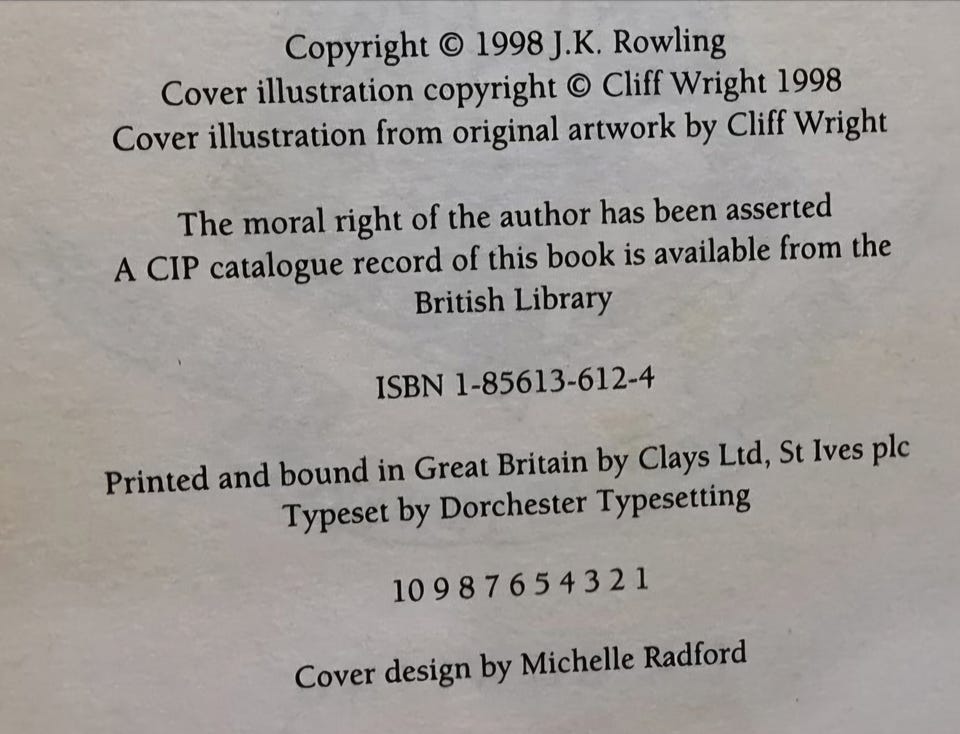 Copyright © 1998 J.K. Rowling
Cover illustration copyright © Cliff Wright 1998
Cover illustration from original artwork by Cliff Wright
The moral right of the author has been asserted
A CIP catalogue record of this book is available from the
British Library
ISBN 1-85613-612-4
Printed and bound in Great Britain by Clays Ltd, St Ives plc
Typeset by Dorchester Typesetting
10 9 8 7 6 5 4 3 2 1
Cover design by Michelle Radford